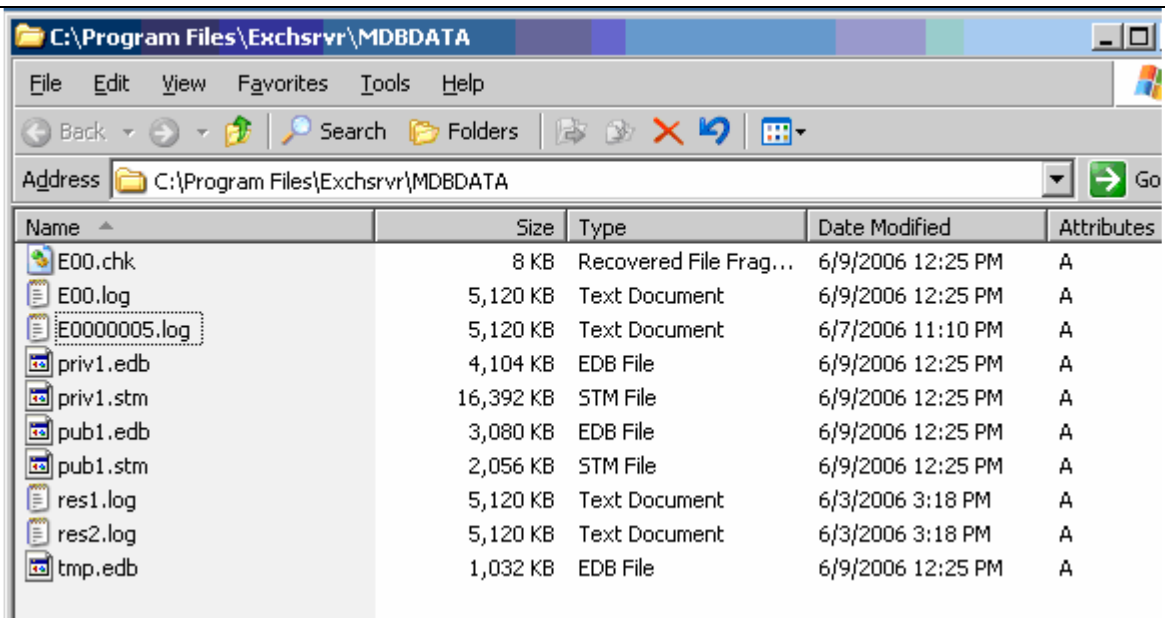 C:\Program Files\Exchsrvr\MDBDATA
File Edit View Favorites Tools Help
Back Search Folders
Address C:\Program Files\Exchsrvr\MDBDATA Go
Name Size Type Date Modified Attributes
E00.chk 8 KB Recovered File Frag... 6/9/2006 12:25 PM A
E00.log 5,120 KB Text Document 6/9/2006 12:25 PM A
E0000005.log 5,120 KB Text Document 6/7/2006 11:10 PM A
priv1.edb 4,104 KB EDB File 6/9/2006 12:25 PM A
priv1.stm 16,392 KB STM File 6/9/2006 12:25 PM A
pub1.edb 3,080 KB EDB File 6/9/2006 12:25 PM A
pub1.stm 2,056 KB STM File 6/9/2006 12:25 PM A
res1.log 5,120 KB Text Document 6/3/2006 3:18 PM A
res2.log 5,120 KB Text Document 6/3/2006 3:18 PM A
tmp.edb 1,032 KB EDB File 6/9/2006 12:25 PM A